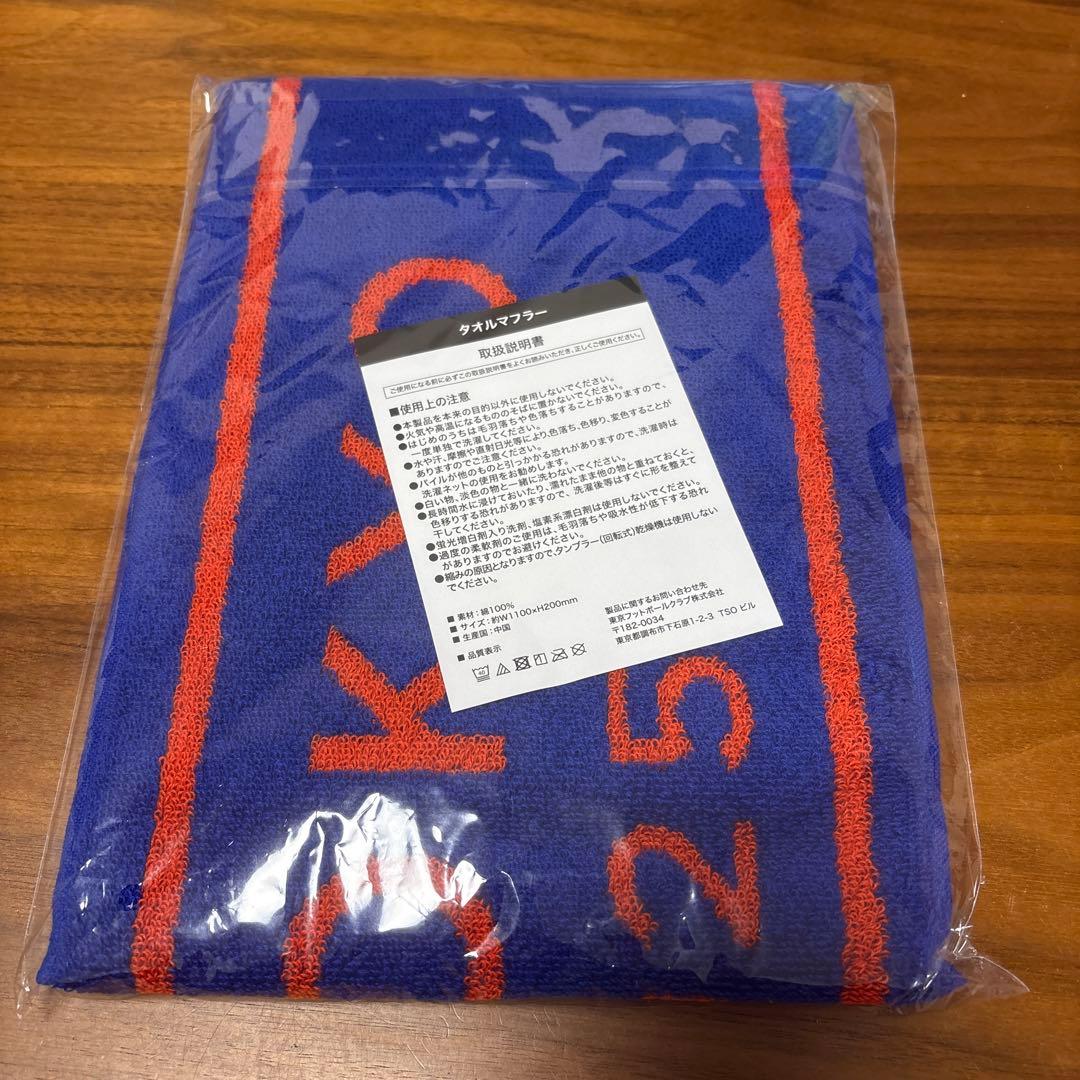 タオルマフラー
取扱説明書
ご使用になる前に必ずこの取扱説明書をよくお読みいただき、正しくご使用ください。
■使用上の注意
●本製品を本来の目的以外に使用しないでください。
●火気や高温になるもののそばに置かないでください。
●はじめのうちは毛羽落ちや色落ちすることがありますので、
一度単独で洗濯してください。
●水や汗、摩擦や直射日光等により、色落ち、色移り、変色することが
ありますのでご注意ください。
●パイルが他のものと引っかかる恐れがありますので、洗濯時は
洗濯ネットの使用をお勧めします。
●白い物、淡色の物と一緒に洗わないでください。
●長時間水に浸けておいたり、濡れたまま他の物と重ねておくと、
色移りする恐れがありますので、洗濯後等はすぐに形を整えて
干してください。
●蛍光増白剤入り洗剤、塩素系漂白剤は使用しないでください。
●過度の柔軟剤のご使用は、毛羽落ちや吸水性が低下する恐れ
がありますのでお避けください。
●縮みの原因となりますので、タンブラー(回転式)乾燥機は使用しない
でください。
■ 素材：綿100%
■ サイズ：約W1100×H200mm
■ 生産国：中国
■ 品質表示
40
製品に関するお問い合わせ先
東京フットボールクラブ株式会社
〒182-0034
東京都調布市下石原1-2-3 TSO ビル
OKYO
25